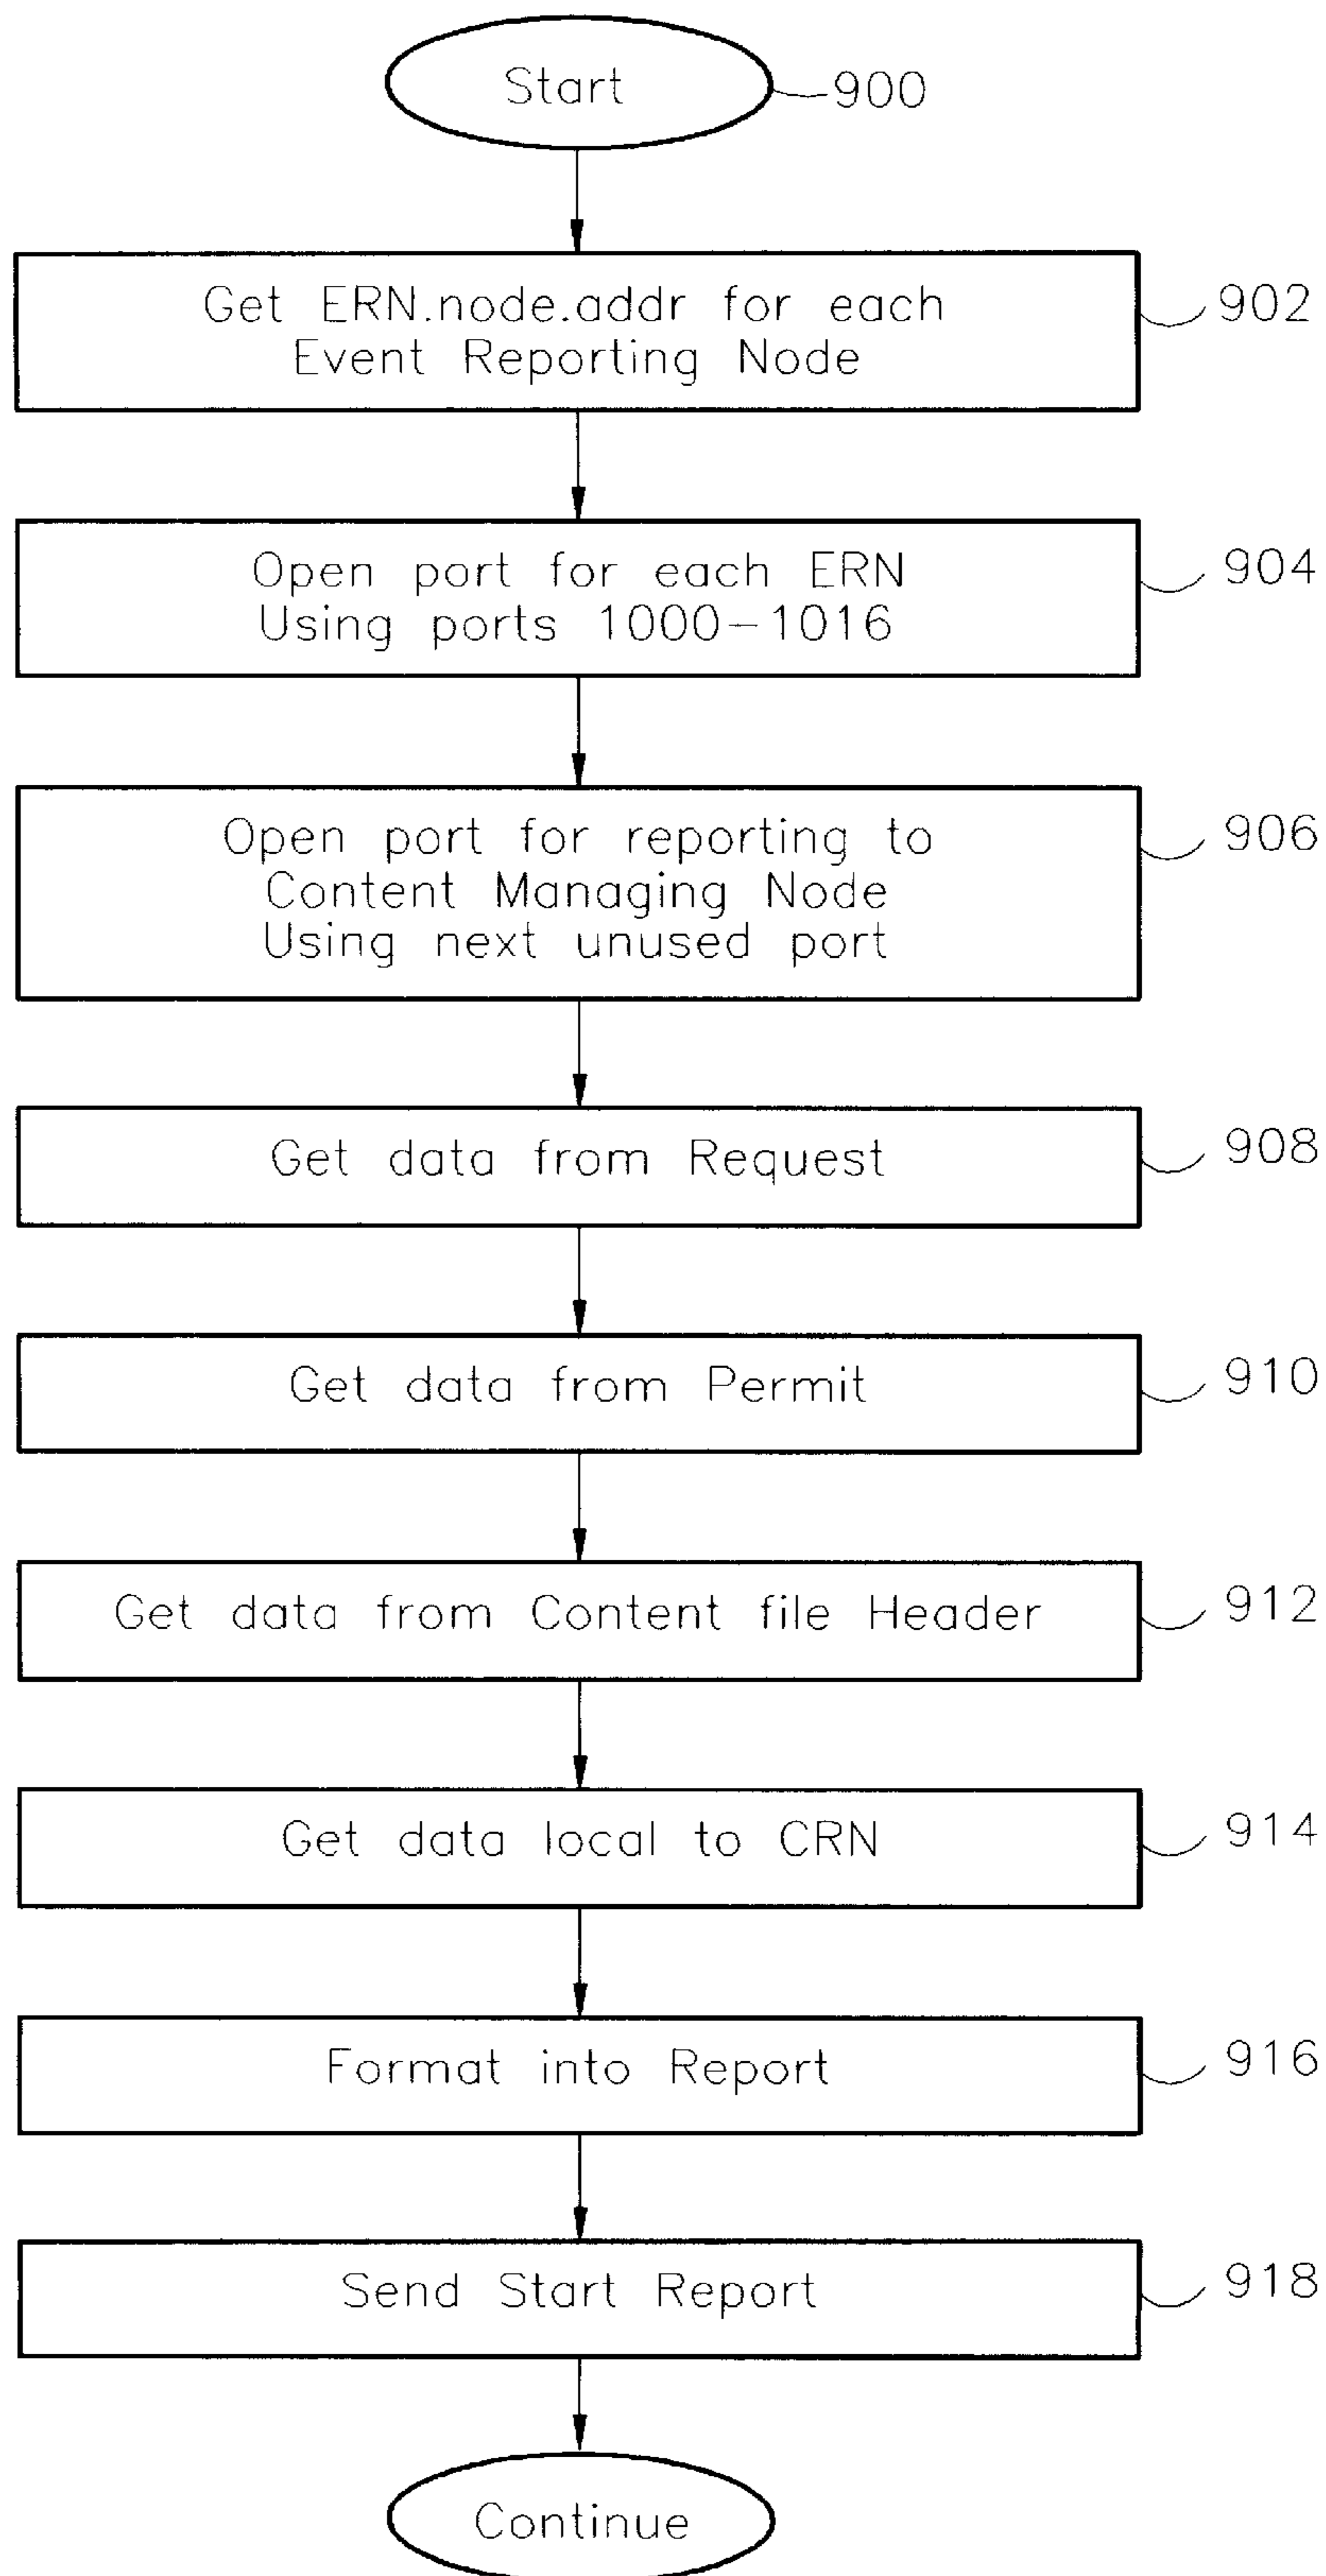 Start
900
Get ERN.node.addr for each
Event Reporting Node
902
Open port for each ERN
Using ports 1000-1016
904
Open port for reporting to
Content Managing Node
Using next unused port
906
Get data from Request
908
Get data from Permit
910
Get data from Content file Header
912
Get data local to CRN
914
Format into Report
916
Send Start Report
918
Continue